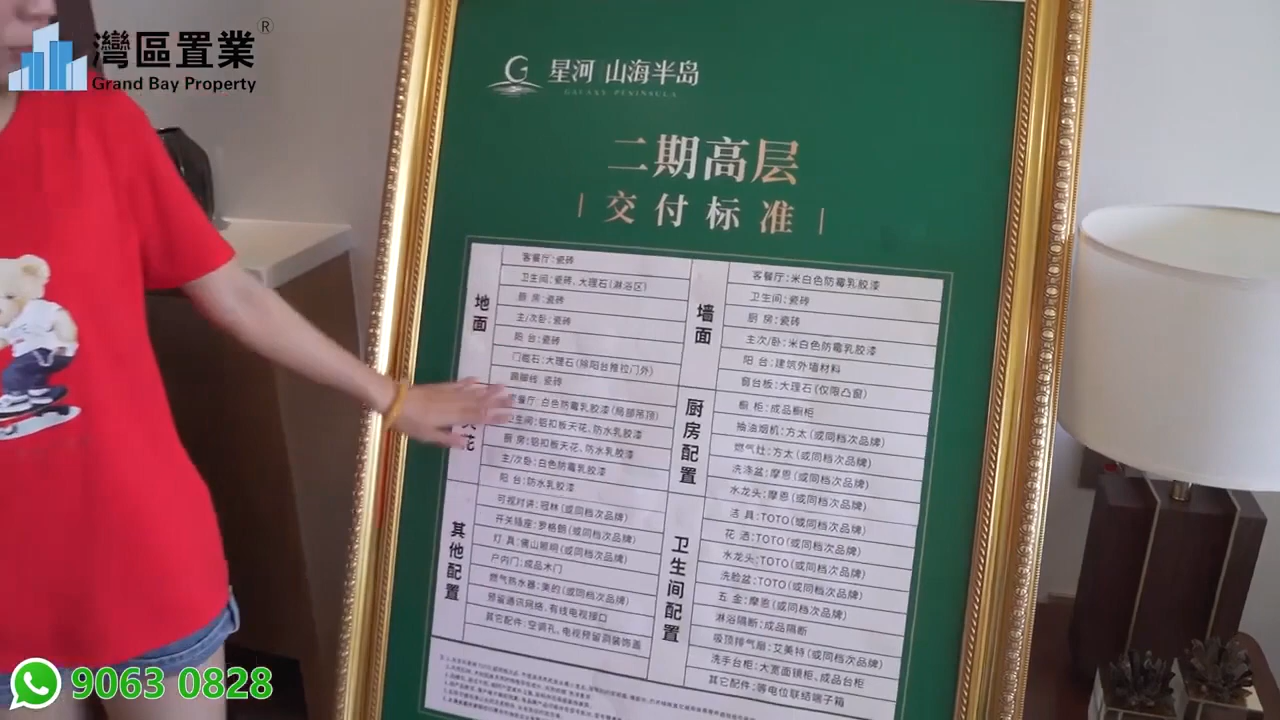 灣區置業®
Grand Bay Property
星河 山海半岛
GALAXY PENINSULA
二期高层
交付标准
地面
客餐厅:瓷砖
卫生间:瓷砖、大理石(淋浴区)
厨 房:瓷砖
主/次卧:瓷砖
阳 台:瓷砖
门槛石:大理石(除阳台推拉门外)
踢脚线:瓷砖
花
客餐厅:白色防霉乳胶漆(局部吊顶)
卫生间:铝扣板天花、防水乳胶漆
厨 房:铝扣板天花、防水乳胶漆
主/次卧:白色防霉乳胶漆
阳 台:防水乳胶漆
其他配置
可视对讲:冠林(或同档次品牌)
开关插座:罗格朗(或同档次品牌)
灯 具:佛山照明(或同档次品牌)
户内门:成品木门
燃气热水器:美的(或同档次品牌)
预留通讯网络、有线电视接口
其它配件:空调孔、电视预留洞装饰盖
墙面
客餐厅:米白色防霉乳胶漆
卫生间:瓷砖
厨 房:瓷砖
主次/卧:米白色防霉乳胶漆
阳 台:建筑外墙材料
窗台板:大理石(仅限凸窗)
厨房配置
橱 柜:成品橱柜
抽油烟机:方太(或同档次品牌)
燃气灶:方太(或同档次品牌)
洗涤盆:摩恩(或同档次品牌)
水龙头:摩恩(或同档次品牌)
卫生间配置
洁 具:TOTO(或同档次品牌)
花 洒:TOTO(或同档次品牌)
水龙头:TOTO(或同档次品牌)
洗脸盆:TOTO(或同档次品牌)
五 金:摩恩(或同档次品牌)
淋浴隔断:成品隔断
吸顶排气扇:艾美特(或同档次品牌)
洗手台柜:大宽面镜柜、成品台柜
其它配件:等电位联结端子箱
9063 0828